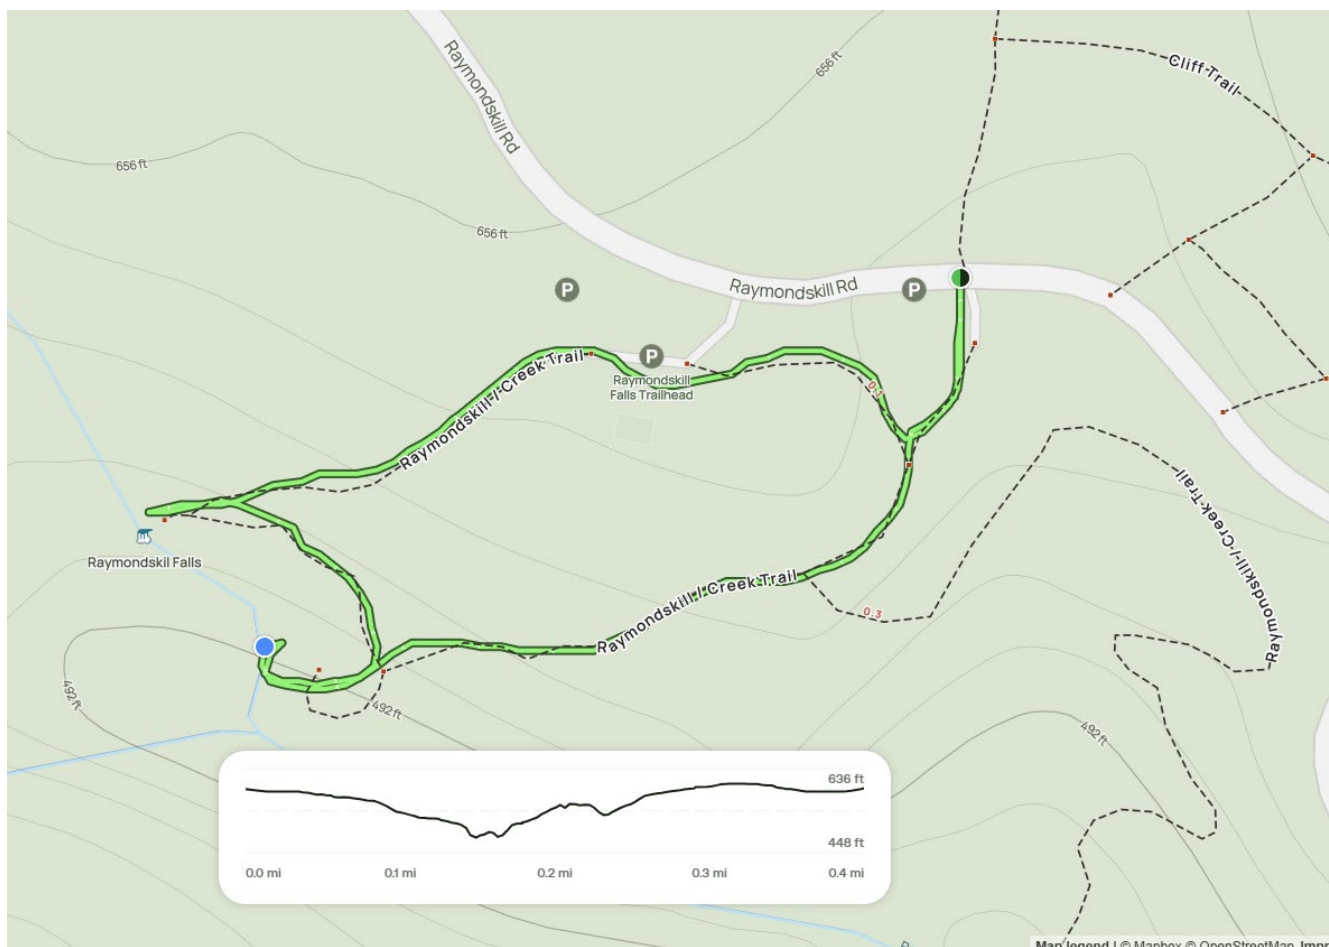 Raymondskill Rd
656 ft
Cliff Trail
656 ft
656 ft
P
Raymondskill Rd
P
P
Raymondskill
Falls Trailhead
Raymondskill / Creek Trail
0.1
Raymondskil Falls
Raymondskill / Creek Trail
0.3
Raymondskill / Creek Trail
492 ft
492 ft
492 ft
636 ft
448 ft
0.0 mi 0.1 mi 0.2 mi 0.3 mi 0.4 mi
Map legend | © Mapbox © OpenStreetMap Impr